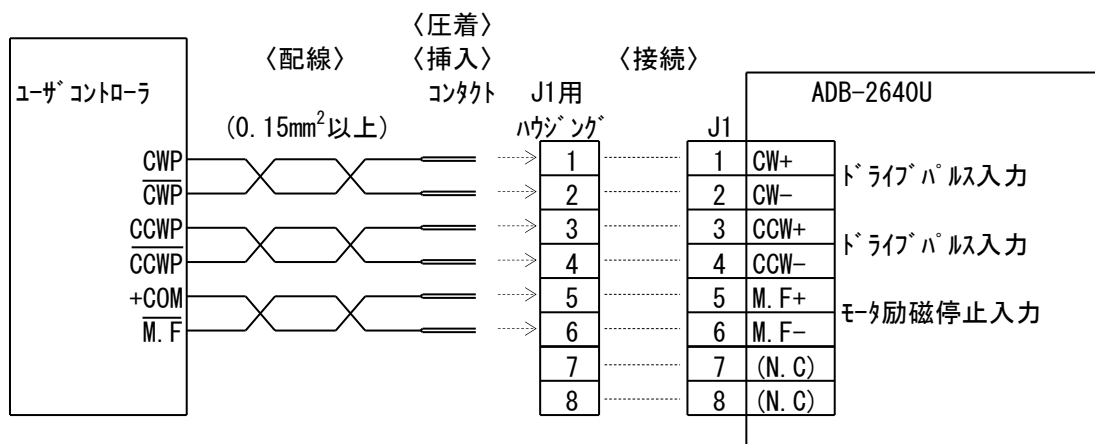 〈圧着〉
〈配線〉 〈挿入〉 〈接続〉
ﾕｰｻﾞｺﾝﾄﾛｰﾗ ｺﾝﾀｸﾄ J1用 ADB-2640U
(0.15mm²以上) ﾊｳｼﾞﾝｸﾞ J1
CWP 1 1 CW+
C̅W̅P̅ 2 2 CW- ﾄﾞﾗｲﾌﾞﾊﾟﾙｽ入力
CCWP 3 3 CCW+
C̅C̅W̅P̅ 4 4 CCW- ﾄﾞﾗｲﾌﾞﾊﾟﾙｽ入力
+COM 5 5 M.F+
M̅.̅F̅ 6 6 M.F- ﾓｰﾀ励磁停止入力
7 7 (N.C)
8 8 (N.C)